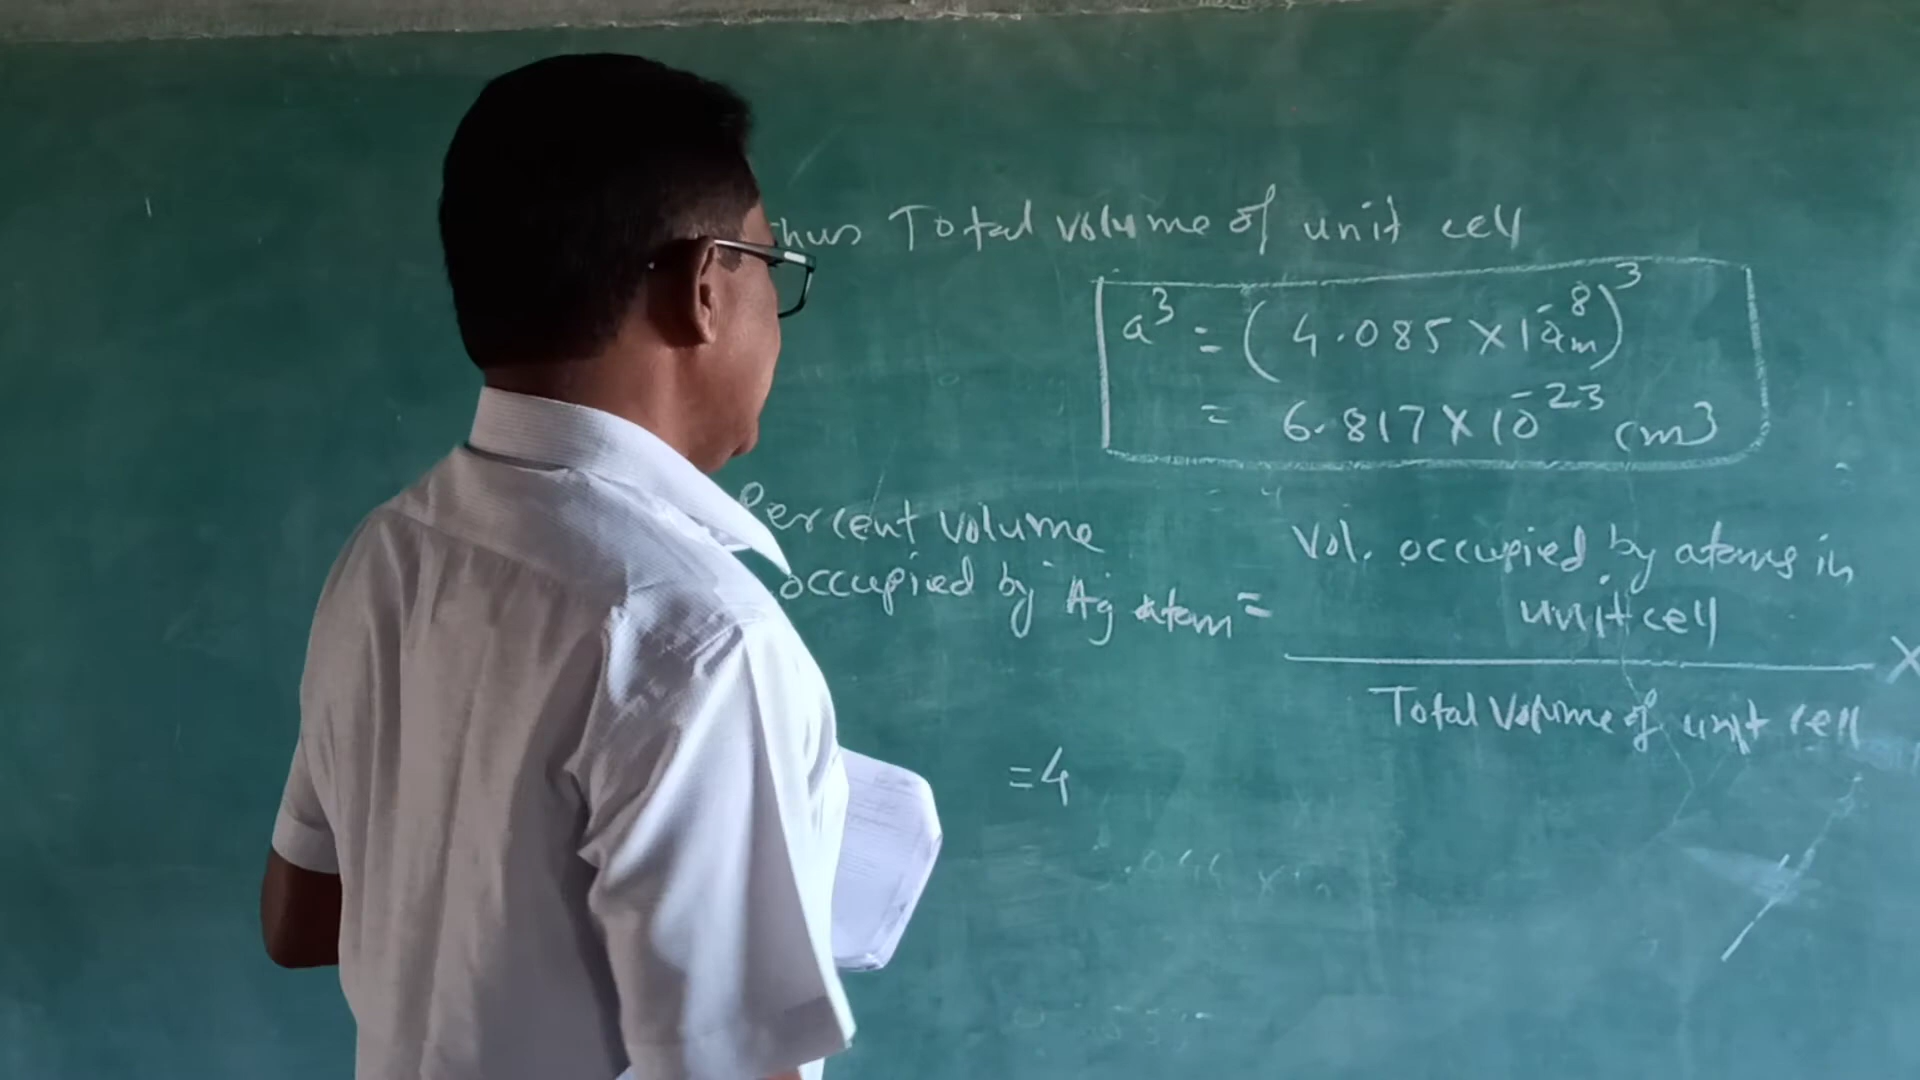 Thus Total volume of unit cell
a³ = (4.085 × 10⁻⁸cm)³
= 6.817 × 10⁻²³ cm³
Percent volume
occupied by Ag atom =
Vol. occupied by atoms in
unit cell
Total Volume of unit cell
×
=4